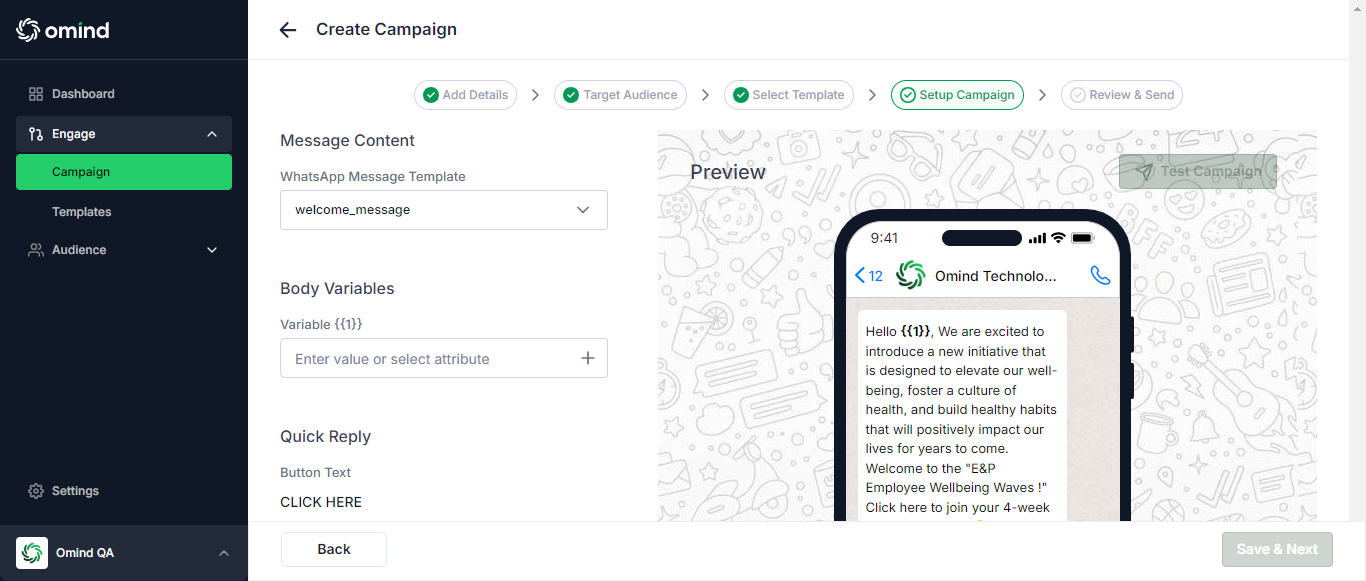 omind
Create Campaign
Dashboard
Engage
Campaign
Templates
Audience
Settings
Omind QA
Add Details
Target Audience
Select Template
Setup Campaign
Review & Send
Message Content
WhatsApp Message Template
welcome_message
Body Variables
Variable {{1}}
Enter value or select attribute
Quick Reply
Button Text
CLICK HERE
Preview
Test Campaign
9:41
12
Omind Technolo...
Hello {{1}}, We are excited to
introduce a new initiative that
is designed to elevate our well-
being, foster a culture of
health, and build healthy habits
that will positively impact our
lives for years to come.
Welcome to the "E&P
Employee Wellbeing Waves !"
Click here to join your 4-week
Back
Save & Next